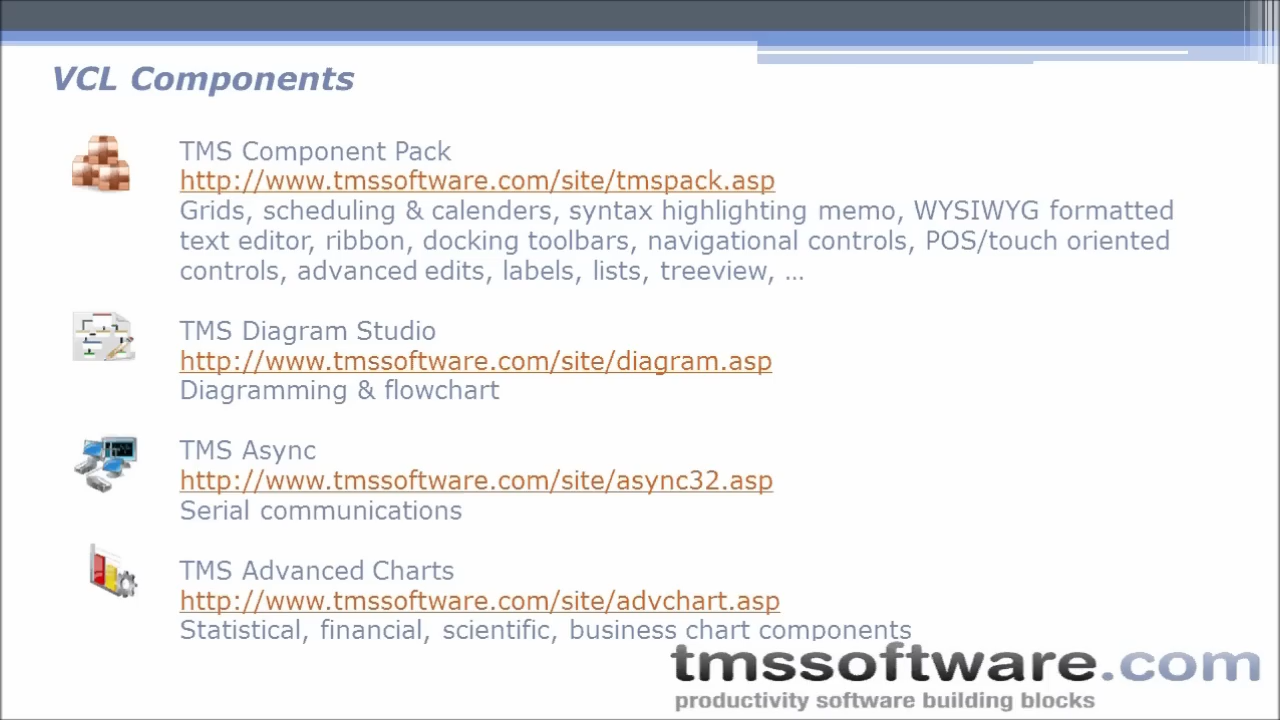 VCL Components
TMS Component Pack
http://www.tmssoftware.com/site/tmspack.asp
Grids, scheduling & calenders, syntax highlighting memo, WYSIWYG formatted
text editor, ribbon, docking toolbars, navigational controls, POS/touch oriented
controls, advanced edits, labels, lists, treeview, …
TMS Diagram Studio
http://www.tmssoftware.com/site/diagram.asp
Diagramming & flowchart
TMS Async
http://www.tmssoftware.com/site/async32.asp
Serial communications
TMS Advanced Charts
http://www.tmssoftware.com/site/advchart.asp
Statistical, financial, scientific, business chart components
tmssoftware.com
productivity software building blocks